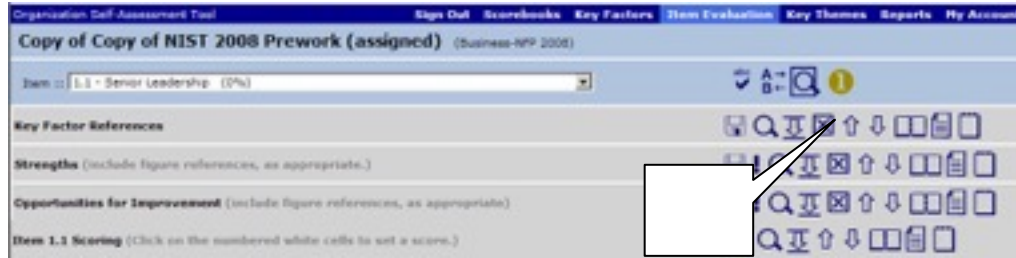 Organization Self-Assessment Tool Sign Out Scorebooks Key Factors Item Evaluation Key Themes Reports My Account
Copy of Copy of NIST 2008 Prework (assigned) (Business-NFP 2008)
Item :: 1.1 - Senior Leadership (0%)
A B 1
Key Factor References
Strengths (include figure references, as appropriate.)
Opportunities for Improvement (include figure references, as appropriate)
Item 1.1 Scoring (Click on the numbered white cells to set a score.)